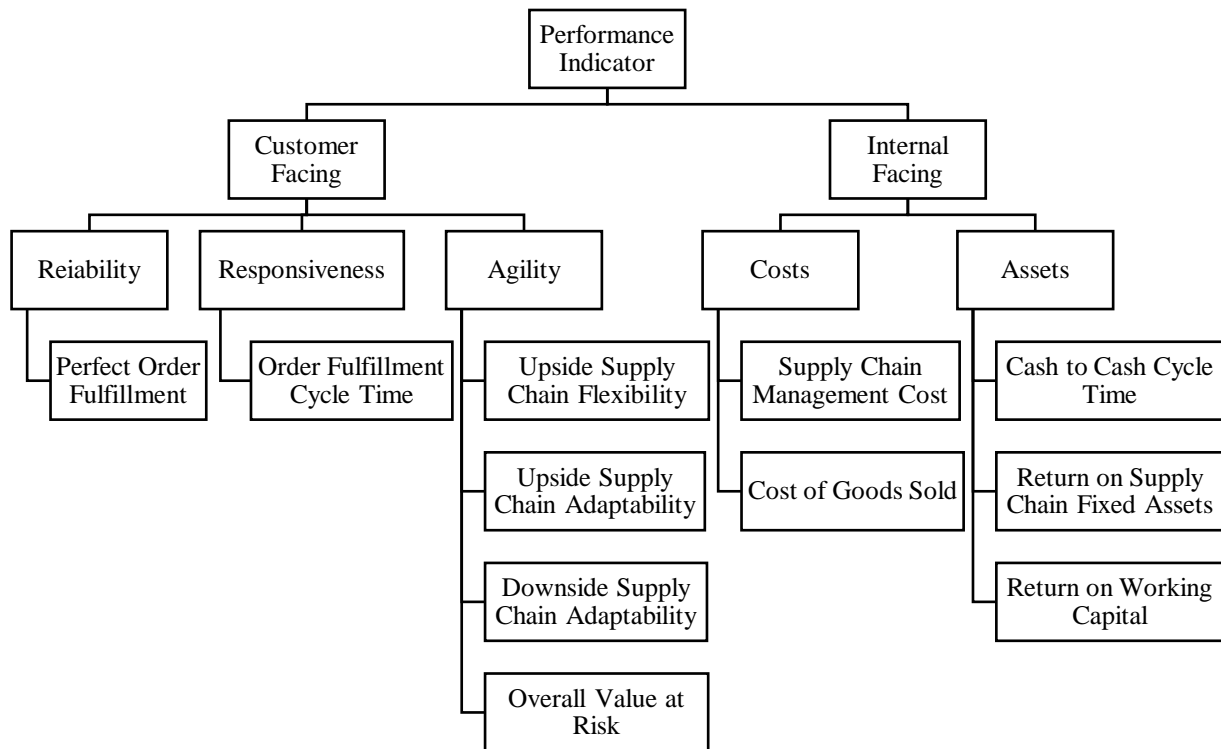 Performance
Indicator
Customer
Facing
Internal
Facing
Reiability
Responsiveness
Agility
Costs
Assets
Perfect Order
Fulfillment
Order Fulfillment
Cycle Time
Upside Supply
Chain Flexibility
Supply Chain
Management Cost
Cash to Cash Cycle
Time
Upside Supply
Chain Adaptability
Cost of Goods Sold
Return on Supply
Chain Fixed Assets
Downside Supply
Chain Adaptability
Return on Working
Capital
Overall Value at
Risk